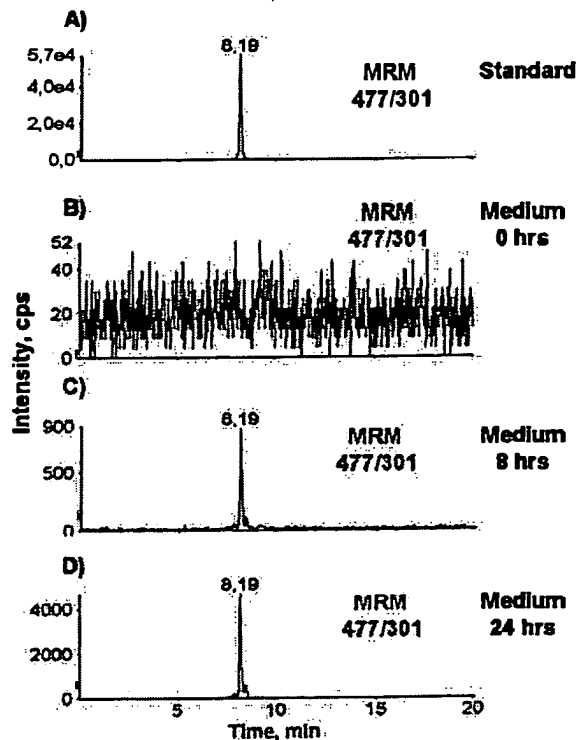 A)
8,19
5,7e4
4,0e4
2,0e4
0,0
MRM
477/301
Standard
B)
52
40
20
0
MRM
477/301
Medium
0 hrs
Intensity, cps
C)
8,19
900
500
0
MRM
477/301
Medium
8 hrs
D)
8,19
4000
2000
0
MRM
477/301
Medium
24 hrs
5 10 15 20
Time, min